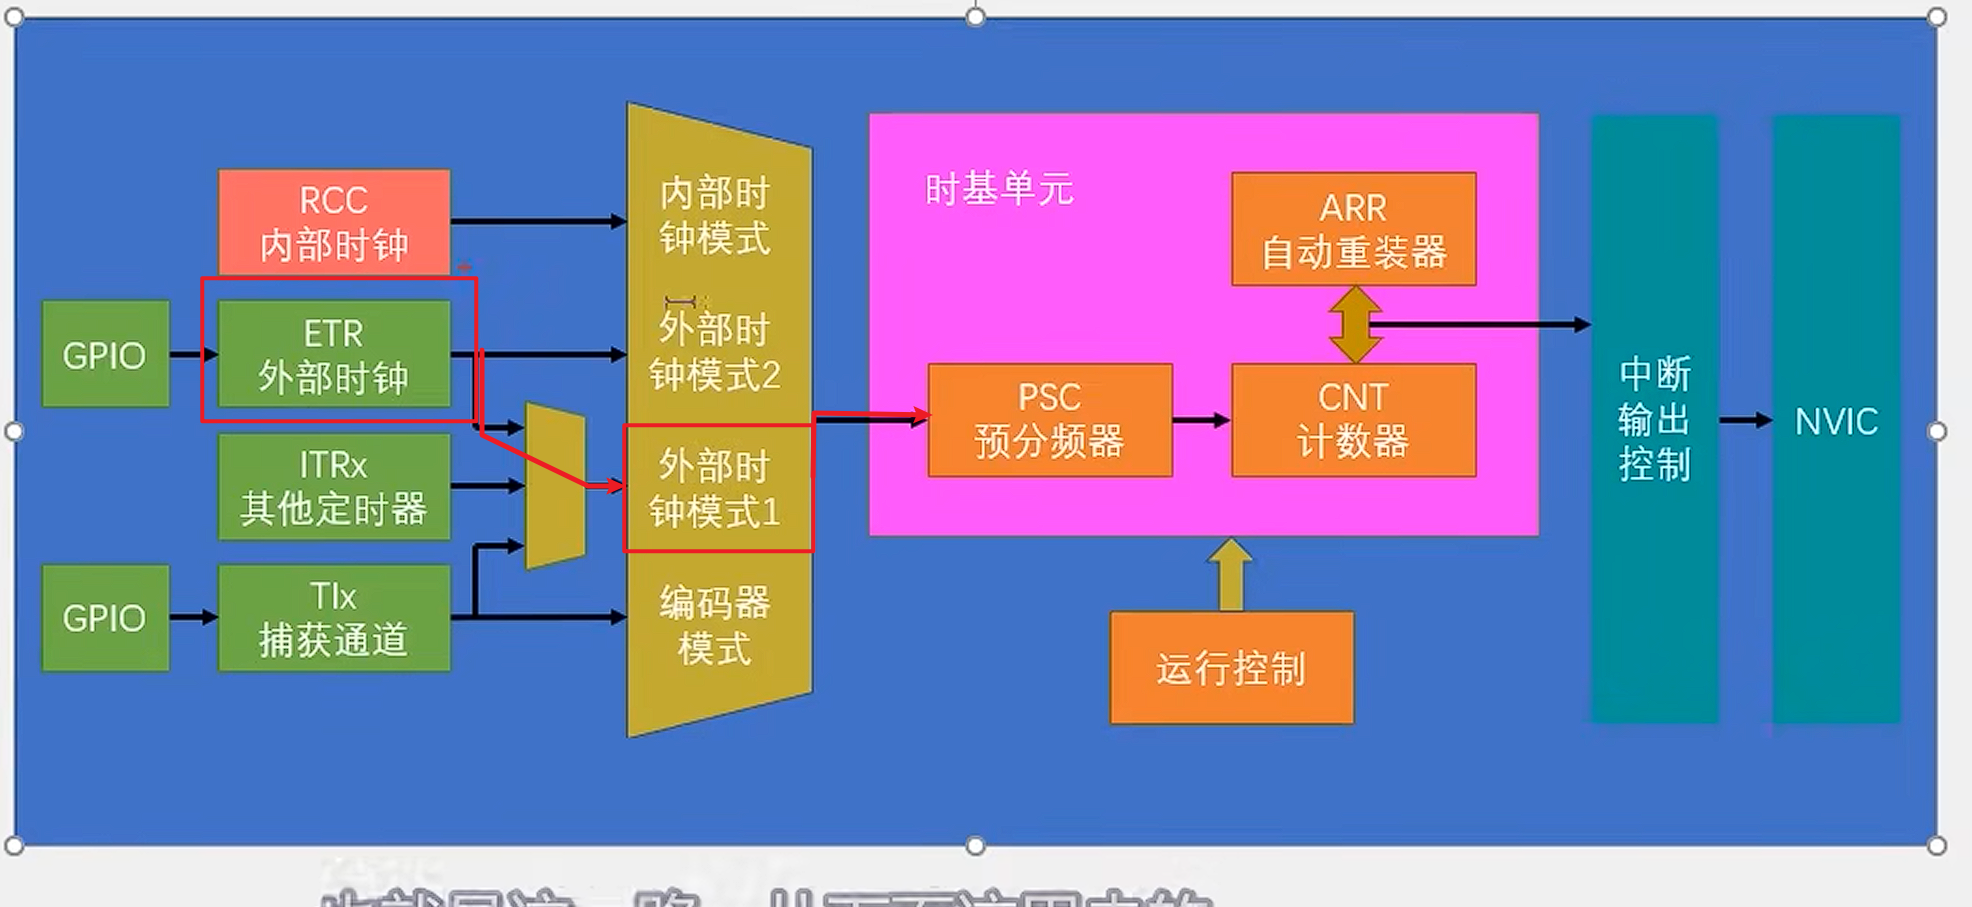 RCC
内部时钟
GPIO
ETR
外部时钟
ITRx
其他定时器
GPIO
TIx
捕获通道
内部时
钟模式
外部时
钟模式2
外部时
钟模式1
编码器
模式
时基单元
ARR
自动重装器
PSC
预分频器
CNT
计数器
运行控制
中断
输出
控制
NVIC